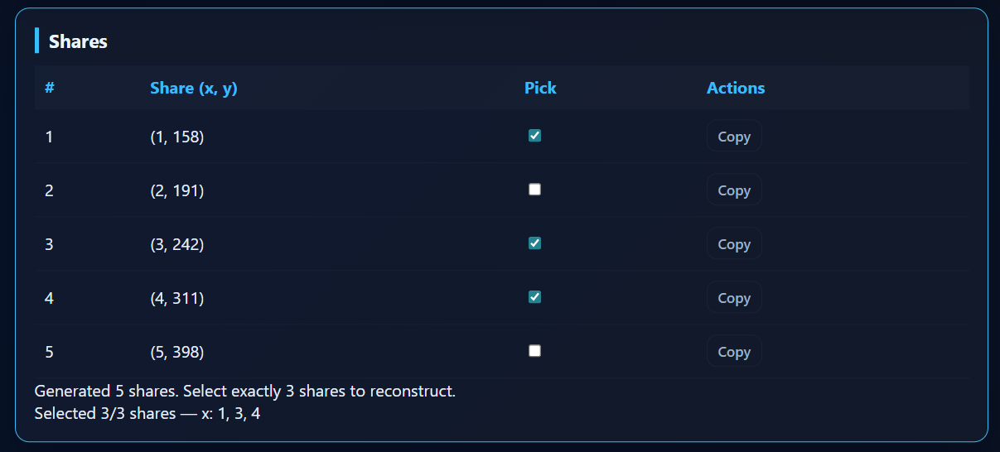 Shares
# Share (x, y) Pick Actions
1 (1, 158) Copy
2 (2, 191) Copy
3 (3, 242) Copy
4 (4, 311) Copy
5 (5, 398) Copy
Generated 5 shares. Select exactly 3 shares to reconstruct.
Selected 3/3 shares — x: 1, 3, 4